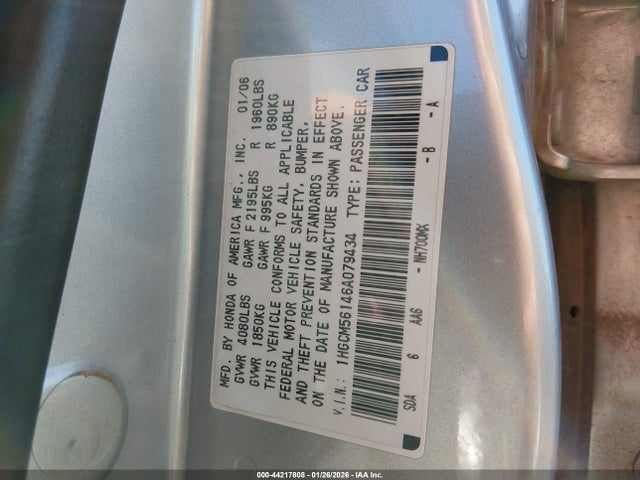 MFD. BY HONDA OF AMERICA MFG., INC. 01/06
GVWR 4080LBS GAWR F 2195LBS R 1960LBS
GVWR 1850KG GAWR F 995KG R 890KG
THIS VEHICLE CONFORMS TO ALL APPLICABLE
FEDERAL MOTOR VEHICLE SAFETY, BUMPER,
AND THEFT PREVENTION STANDARDS IN EFFECT
ON THE DATE OF MANUFACTURE SHOWN ABOVE.
V.I.N.: 1HGCM56146A079434 TYPE: PASSENGER CAR
SDA 6 AA6 - NH700MX - B - A
000-44217808 - 01/26/2026 - IAA Inc.